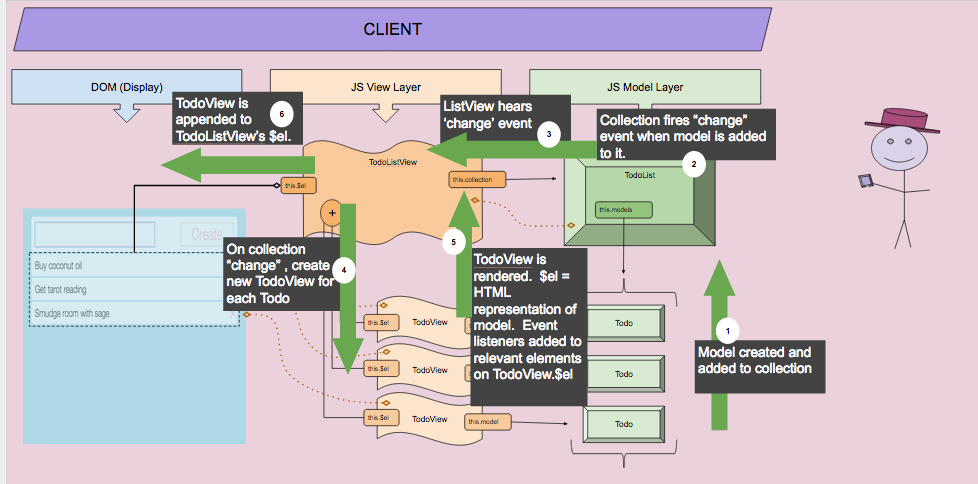 CLIENT
DOM (Display)
JS View Layer
JS Model Layer
TodoView is
appended to
TodoListView's $el.
6
ListView hears
'change' event
3
Collection fires "change"
event when model is added
to it.
2
TodoListView
this.$el
this.collection
TodoList
this.models
+
Create
Buy coconut oil
Get tarot reading
Smudge room with sage
On collection
"change" , create
new TodoView for
each Todo
4
5
TodoView is
rendered. $el =
HTML
representation of
model. Event
listeners added to
relevant elements
on TodoView.$el
1
Model created and
added to collection
this.$el
TodoView
Todo
this.$el
TodoView
Todo
this.$el
TodoView
this.model
Todo